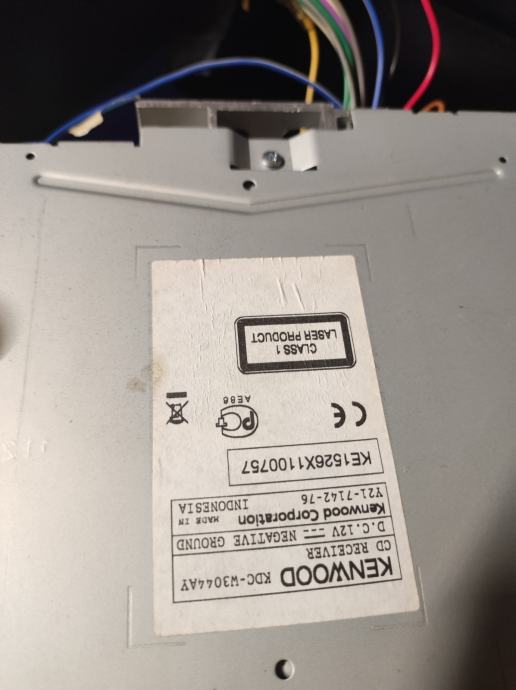 KENWOOD KDC-W3044AY
CD RECEIVER
D.C.12V ⎓ NEGATIVE GROUND
Kenwood Corporation MADE IN
Y21-7142-76 INDONESIA
KE1526X1100757
CE
PC
AE86
CLASS 1
LASER PRODUCT